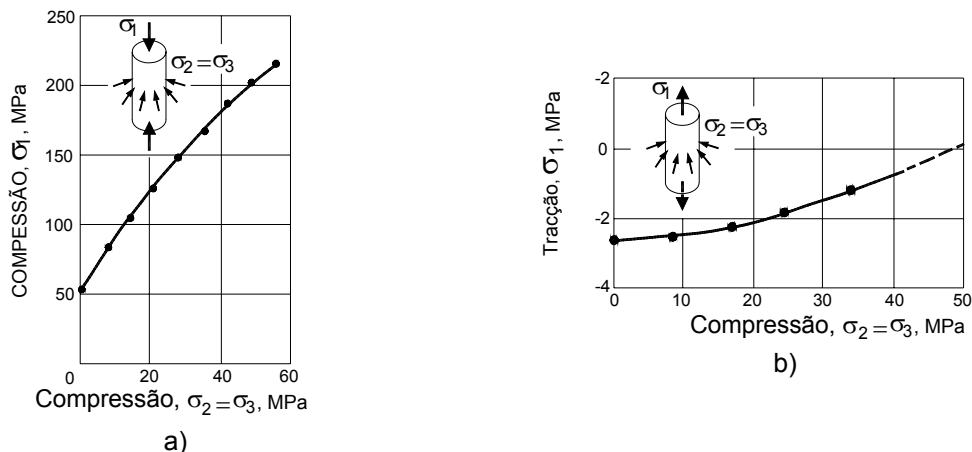 250
200
150
100
50
0
20
40
60
COMPESSÃO, σ1, MPa
σ1
σ2=σ3
Compressão, σ2=σ3, MPa
a)
-2
0
-2
-4
0
10
20
30
40
50
Tracção, σ1, MPa
σ1
σ2=σ3
Compressão, σ2=σ3, MPa
b)